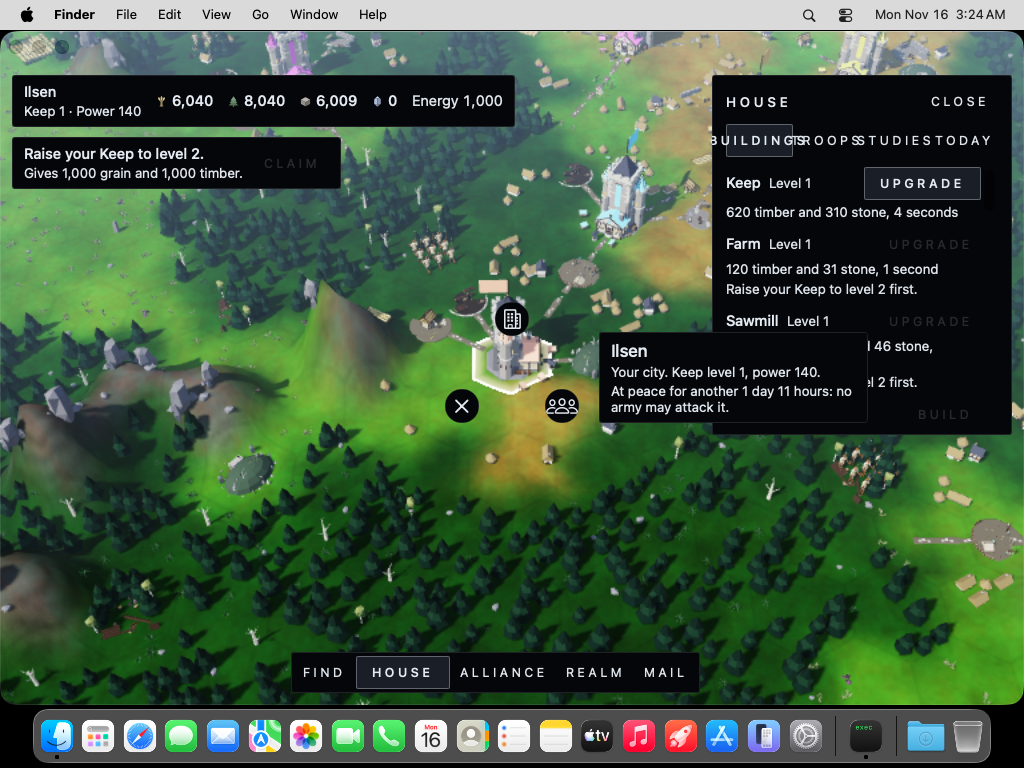 Finder File Edit View Go Window Help Mon Nov 16 3:24 AM
Ilsen
Keep 1 · Power 140
6,040 8,040 6,009 0 Energy 1,000
Raise your Keep to level 2.
Gives 1,000 grain and 1,000 timber.
CLAIM
HOUSE CLOSE
BUILDINGS TROOPS STUDIES TODAY
Keep Level 1 UPGRADE
620 timber and 310 stone, 4 seconds
Farm Level 1 UPGRADE
120 timber and 31 stone, 1 second
Raise your Keep to level 2 first.
Sawmill Level 1 UPGRADE
46 stone,
2 first.
BUILD
Ilsen
Your city. Keep level 1, power 140.
At peace for another 1 day 11 hours: no
army may attack it.
FIND HOUSE ALLIANCE REALM MAIL
Mon
16
tv
exec